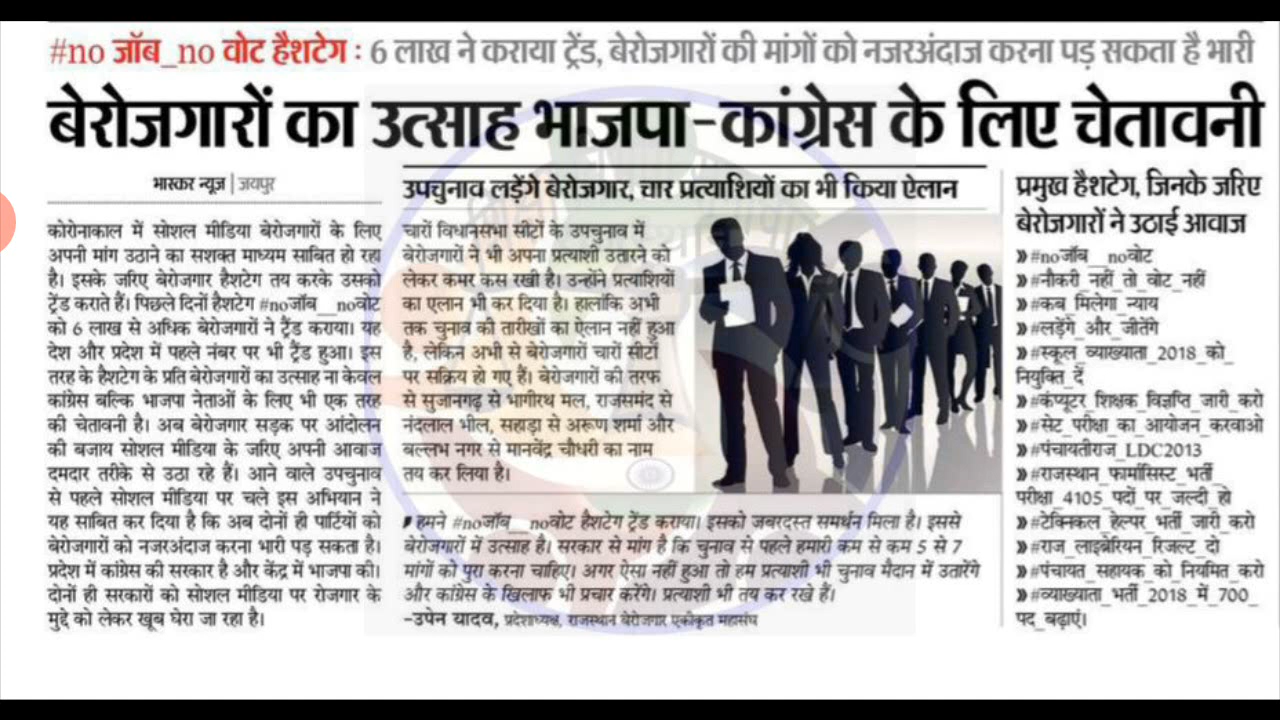 #no जॉब_no वोट हैशटेग : 6 लाख ने कराया ट्रेंड, बेरोजगारों की मांगों को नजरअंदाज करना पड़ सकता है भारी
बेरोजगारों का उत्साह भाजपा-कांग्रेस के लिए चेतावनी
भास्कर न्यूज | जयपुर
कोरोनाकाल में सोशल मीडिया बेरोजगारों के लिए
अपनी मांग उठाने का सशक्त माध्यम साबित हो रहा
है। इसके जरिए बेरोजगार हैशटेग तय करके उसको
ट्रेंड कराते हैं। पिछले दिनों हैशटेग #noजॉब__noवोट
को 6 लाख से अधिक बेरोजगारों ने ट्रैंड कराया। यह
देश और प्रदेश में पहले नंबर पर भी ट्रैंड हुआ। इस
तरह के हैशटेग के प्रति बेरोजगारों का उत्साह ना केवल
कांग्रेस बल्कि भाजपा नेताओं के लिए भी एक तरह
की चेतावनी है। अब बेरोजगार सड़क पर आंदोलन
की बजाय सोशल मीडिया के जरिए अपनी आवाज
दमदार तरीके से उठा रहे हैं। आने वाले उपचुनाव
से पहले सोशल मीडिया पर चले इस अभियान ने
यह साबित कर दिया है कि अब दोनों ही पार्टियों को
बेरोजगारों को नजरअंदाज करना भारी पड़ सकता है।
प्रदेश में कांग्रेस की सरकार है और केंद्र में भाजपा की।
दोनों ही सरकारों को सोशल मीडिया पर रोजगार के
मुद्दे को लेकर खूब घेरा जा रहा है।
उपचुनाव लड़ेंगे बेरोजगार, चार प्रत्याशियों का भी किया ऐलान
चारों विधानसभा सीटों के उपचुनाव में
बेरोजगारों ने भी अपना प्रत्याशी उतारने को
लेकर कमर कस रखी है। उन्होंने प्रत्याशियों
का एलान भी कर दिया है। हालांकि अभी
तक चुनाव की तारीखों का ऐलान नहीं हुआ
है, लेकिन अभी से बेरोजगारों चारों सीटों
पर सक्रिय हो गए हैं। बेरोजगारों की तरफ
से सुजानगढ़ से भागीरथ मल, राजसमंद से
नंदलाल भील, सहाड़ा से अरूण शर्मा और
बल्लभ नगर से मानवेंद्र चौधरी का नाम
तय कर लिया है।
हमने #noजॉब__noवोट हैशटेग ट्रेंड कराया। इसको जबरदस्त समर्थन मिला है। इससे
बेरोजगारों में उत्साह है। सरकार से मांग है कि चुनाव से पहले हमारी कम से कम 5 से 7
मांगों को पुरा करना चाहिए। अगर ऐसा नहीं हुआ तो हम प्रत्याशी भी चुनाव मैदान में उतारेंगे
और कांग्रेस के खिलाफ भी प्रचार करेंगे। प्रत्याशी भी तय कर रखे हैं।
-उपेन यादव, प्रदेशाध्यक्ष, राजस्थान बेरोजगार एकीकृत महासंघ
प्रमुख हैशटेग, जिनके जरिए
बेरोजगारों ने उठाई आवाज
》#noजॉब__noवोट
》#नौकरी_नहीं_तो_वोट_नहीं
》#कब_मिलेगा_न्याय
》#लड़ेंगे_और_जीतेंगे
》#स्कूल_व्याख्याता_2018_को_
नियुक्ति_दें
》#कंप्यूटर_शिक्षक_विज्ञप्ति_जारी_करो
》#सेट_परीक्षा_का_आयोजन_करवाओ
》#पंचायतीराज_LDC2013
》#राजस्थान_फार्मासिस्ट_भर्ती_
परीक्षा_4105_पदों_पर_जल्दी_हो
》#टेक्निकल_हेल्पर_भर्ती_जारी_करो
》#राज_लाइब्रेरियन_रिजल्ट_दो
》#पंचायत_सहायक_को_नियमित_करो
》#व्याख्याता_भर्ती_2018_में_700_
पद_बढ़ाएं।